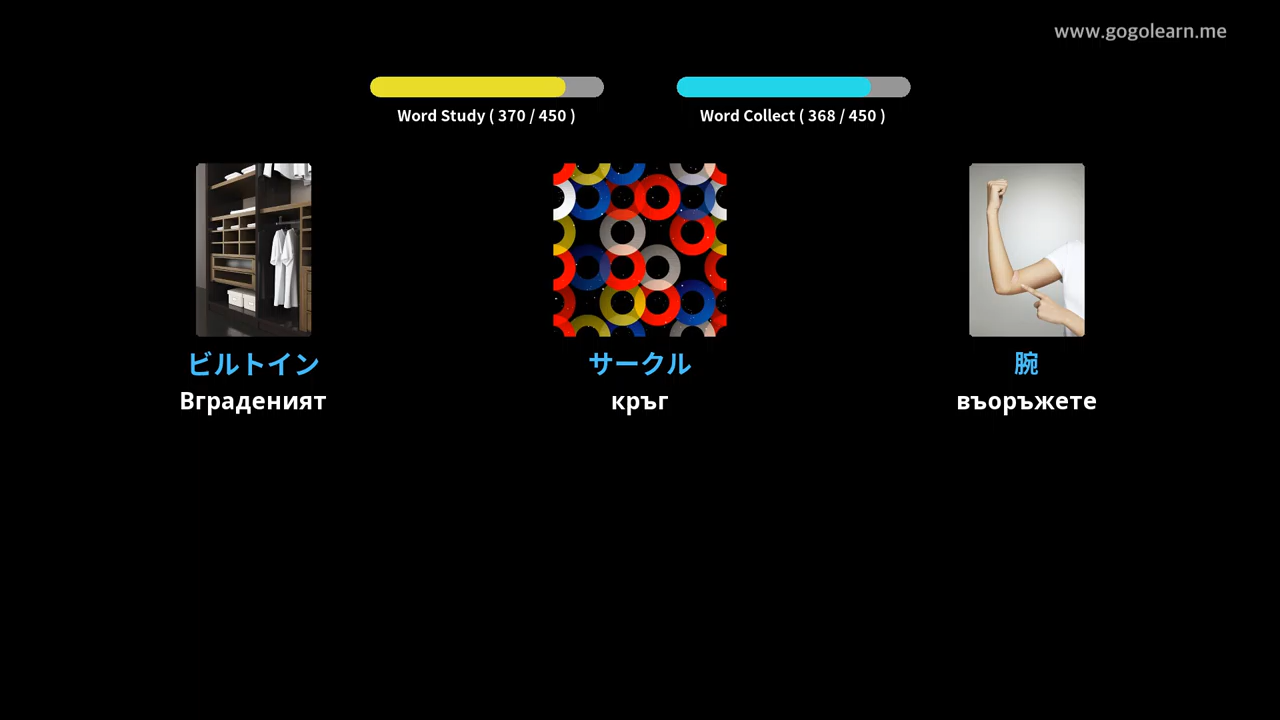 www.gogolearn.me
Word Study ( 370 / 450 )
Word Collect ( 368 / 450 )
ビルトイン
サークル
腕
Вграденият
кръг
въоръжете